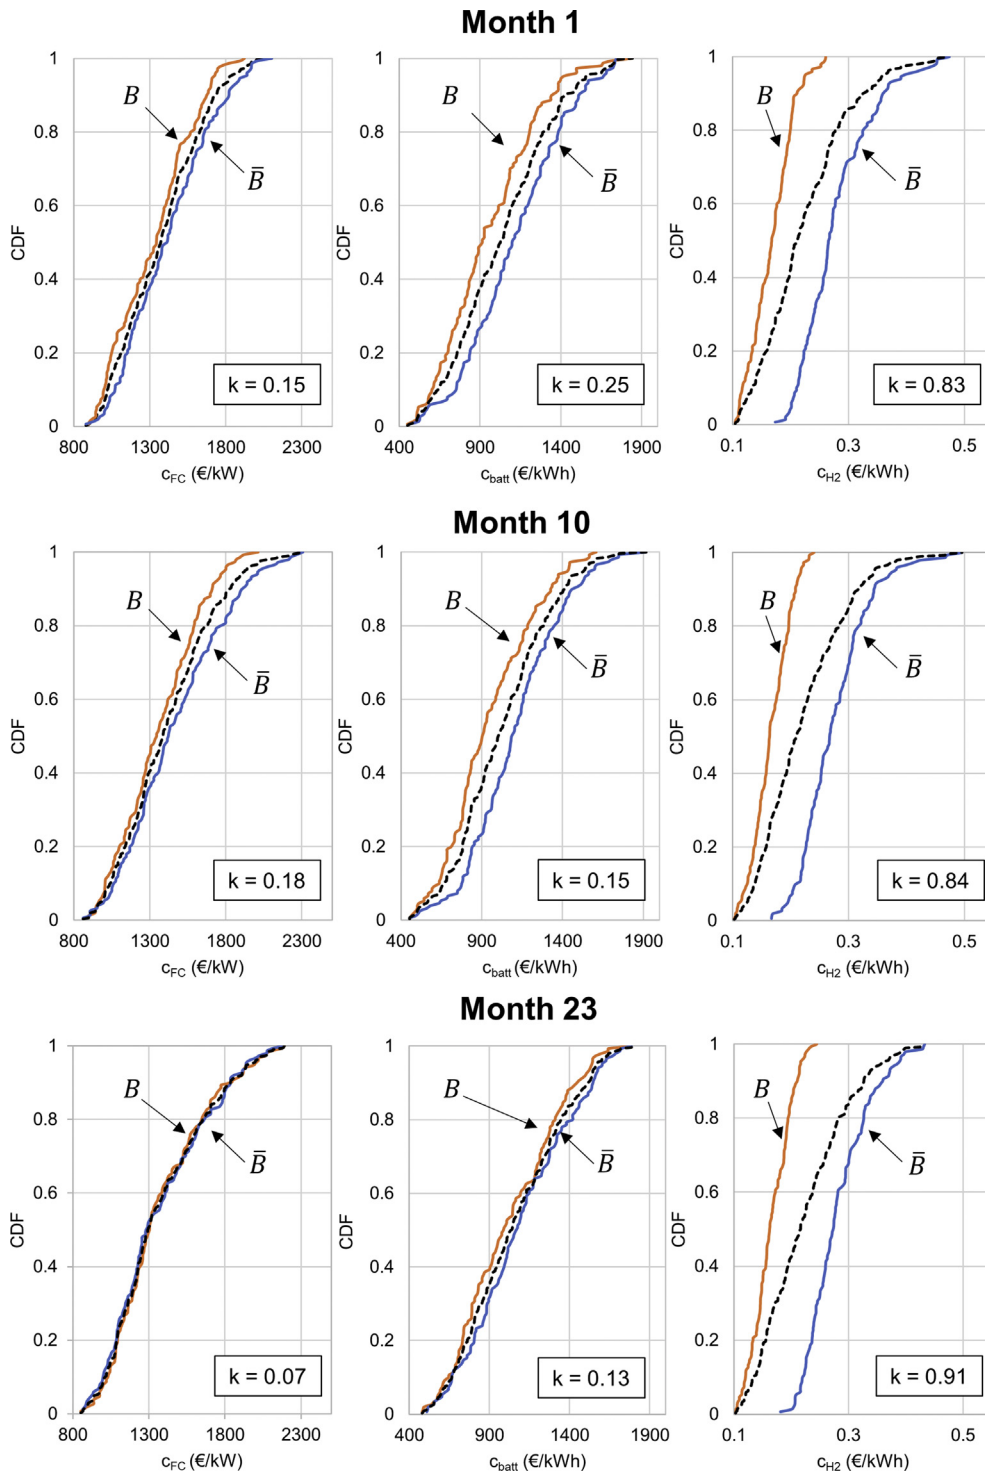 Month 1
1
0.8
0.6
0.4
0.2
0
CDF
B
B̄
k = 0.15
800 1300 1800 2300
c_FC (€/kW)
1
0.8
0.6
0.4
0.2
0
CDF
B
B̄
k = 0.25
400 900 1400 1900
c_batt (€/kWh)
1
0.8
0.6
0.4
0.2
0
CDF
B
B̄
k = 0.83
0.1 0.3 0.5
c_H2 (€/kWh)
Month 10
1
0.8
0.6
0.4
0.2
0
CDF
B
B̄
k = 0.18
800 1300 1800 2300
c_FC (€/kW)
1
0.8
0.6
0.4
0.2
0
CDF
B
B̄
k = 0.15
400 900 1400 1900
c_batt (€/kWh)
1
0.8
0.6
0.4
0.2
0
CDF
B
B̄
k = 0.84
0.1 0.3 0.5
c_H2 (€/kWh)
Month 23
1
0.8
0.6
0.4
0.2
0
CDF
B
B̄
k = 0.07
800 1300 1800 2300
c_FC (€/kW)
1
0.8
0.6
0.4
0.2
0
CDF
B
B̄
k = 0.13
400 900 1400 1900
c_batt (€/kWh)
1
0.8
0.6
0.4
0.2
0
CDF
B
B̄
k = 0.91
0.1 0.3 0.5
c_H2 (€/kWh)